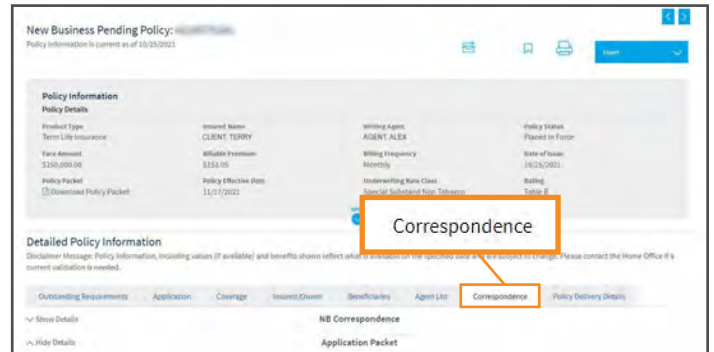 New Business Pending Policy:
Policy information is current as of 10/25/2021
Export
Policy Information
Policy Details
Product Type Insured Name Writing Agent Policy Status
Term Life Insurance CLIENT TERRY AGENT ALEX Placed In Force
Face Amount Billable Premium Billing Frequency Date of Issue
$350,000.00 $153.05 Monthly 10/25/2021
Policy Packet Policy Effective Date Underwriting Rate Class Rating
Download Policy Packet 11/17/2021 Special Substand Non Tobacco Table B
Correspondence
Detailed Policy Information
Disclaimer Message: Policy Information, including values (if available) and benefits shown reflect what is available on the specified date and are subject to change. Please contact the Home Office if a
current validation is needed.
Outstanding Requirements Application Coverage Insured/Owner Beneficiaries Agent List Correspondence Policy Delivery Details
Show Details NB Correspondence
Hide Details Application Packet